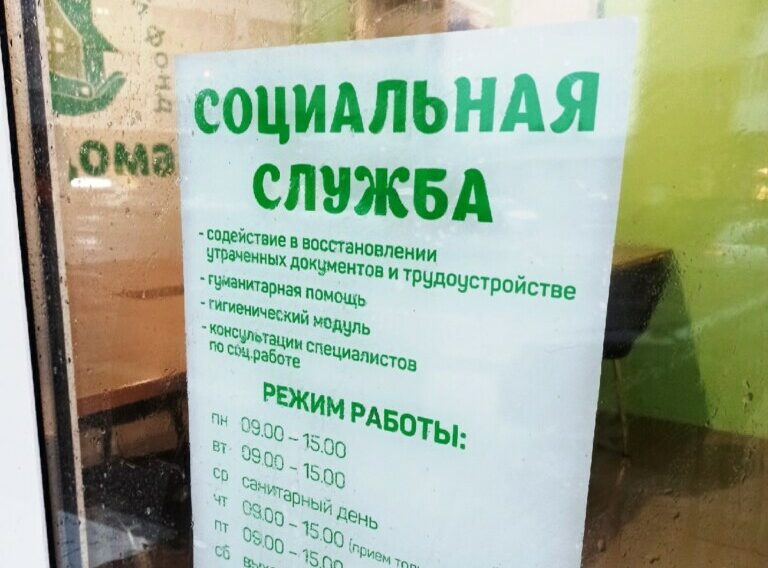 фонд
СОЦИАЛЬНАЯ
СЛУЖБА
- содействие в восстановлении
утраченных документов и трудоустройстве
- гуманитарная помощь
- гигиенический модуль
- консультации специалистов
по соц.работе
РЕЖИМ РАБОТЫ:
пн 09.00 – 15.00
вт 09.00 – 15.00
ср санитарный день
чт 09.00 – 15.00 (прием
пт 09.00 – 15.00
сб